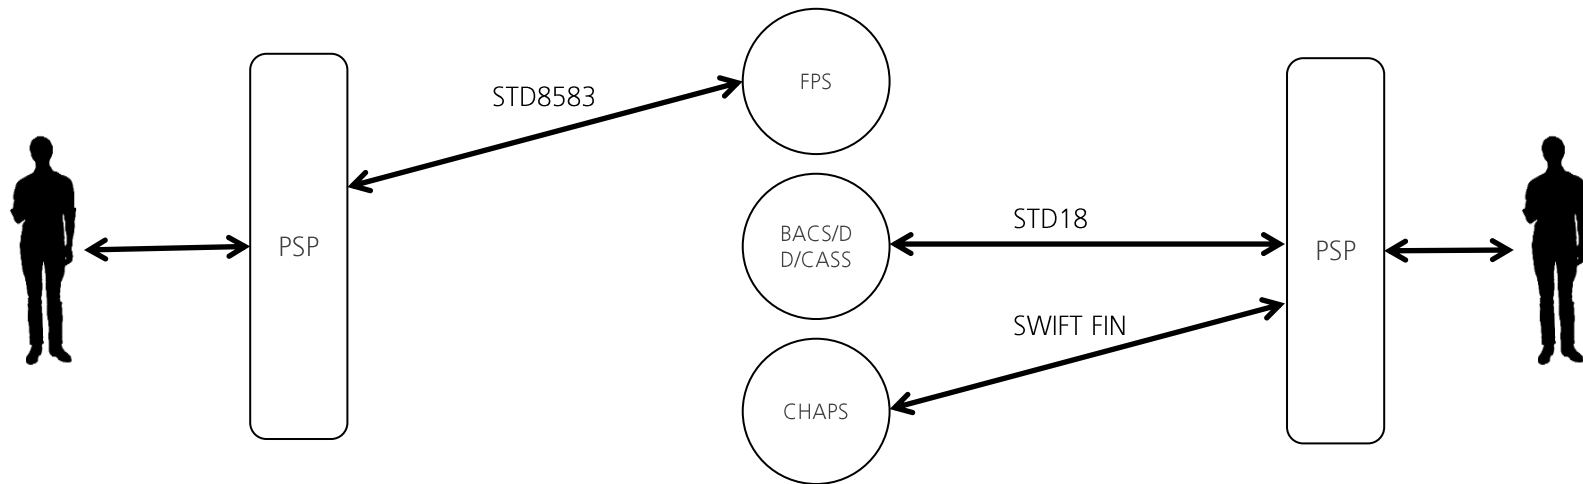 FPS
STD8583
STD18
BACS/D
D/CASS
PSP
PSP
SWIFT FIN
CHAPS